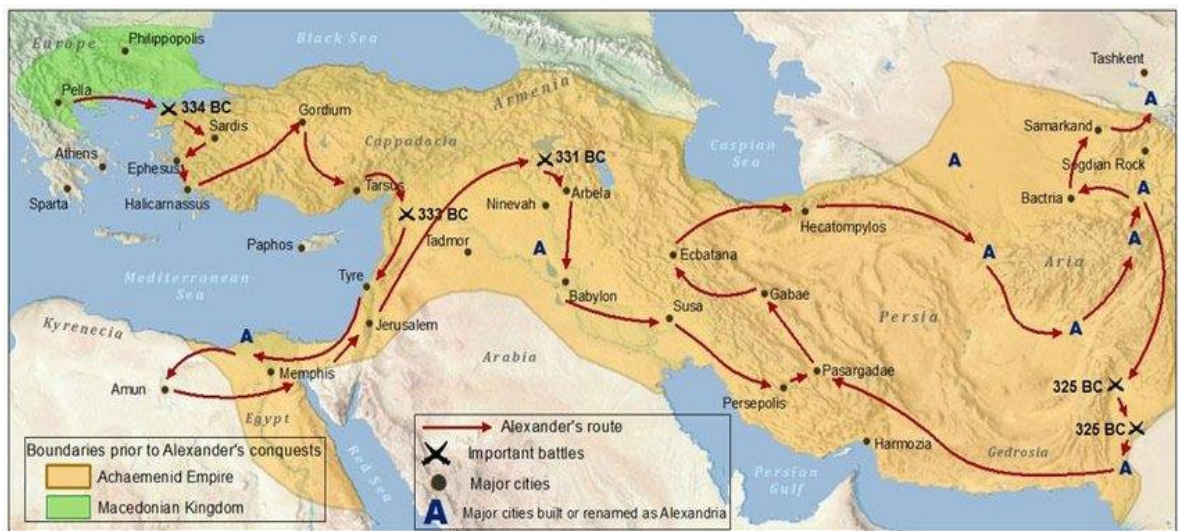 Europe
Philippopolis
Black Sea
Pella
334 BC
Sardis
Gordium
Armenia
Cappadocia
Athens
Ephesus
Sparta
Halicarnassus
Tarsus
333 BC
Paphos
Tadmor
Mediterranean
Sea
Tyre
Jerusalem
Kyrenecia
A
Amun
Memphis
Egypt
Red Sea
Arabia
331 BC
Arbela
Ninevah
A
Babylon
Susa
Caspian
Sea
Ecbatana
Hecatompylos
Gabae
Persia
Pasargadae
Persepolis
Harmozia
Persian
Gulf
Gedrosia
Tashkent
A
Samarkand
Sogdian Rock
A
Bactria
A
A
A
Aria
A
325 BC
325 BC
A
Boundaries prior to Alexander's conquests
Achaemenid Empire
Macedonian Kingdom
Alexander's route
Important battles
Major cities
A Major cities built or renamed as Alexandria